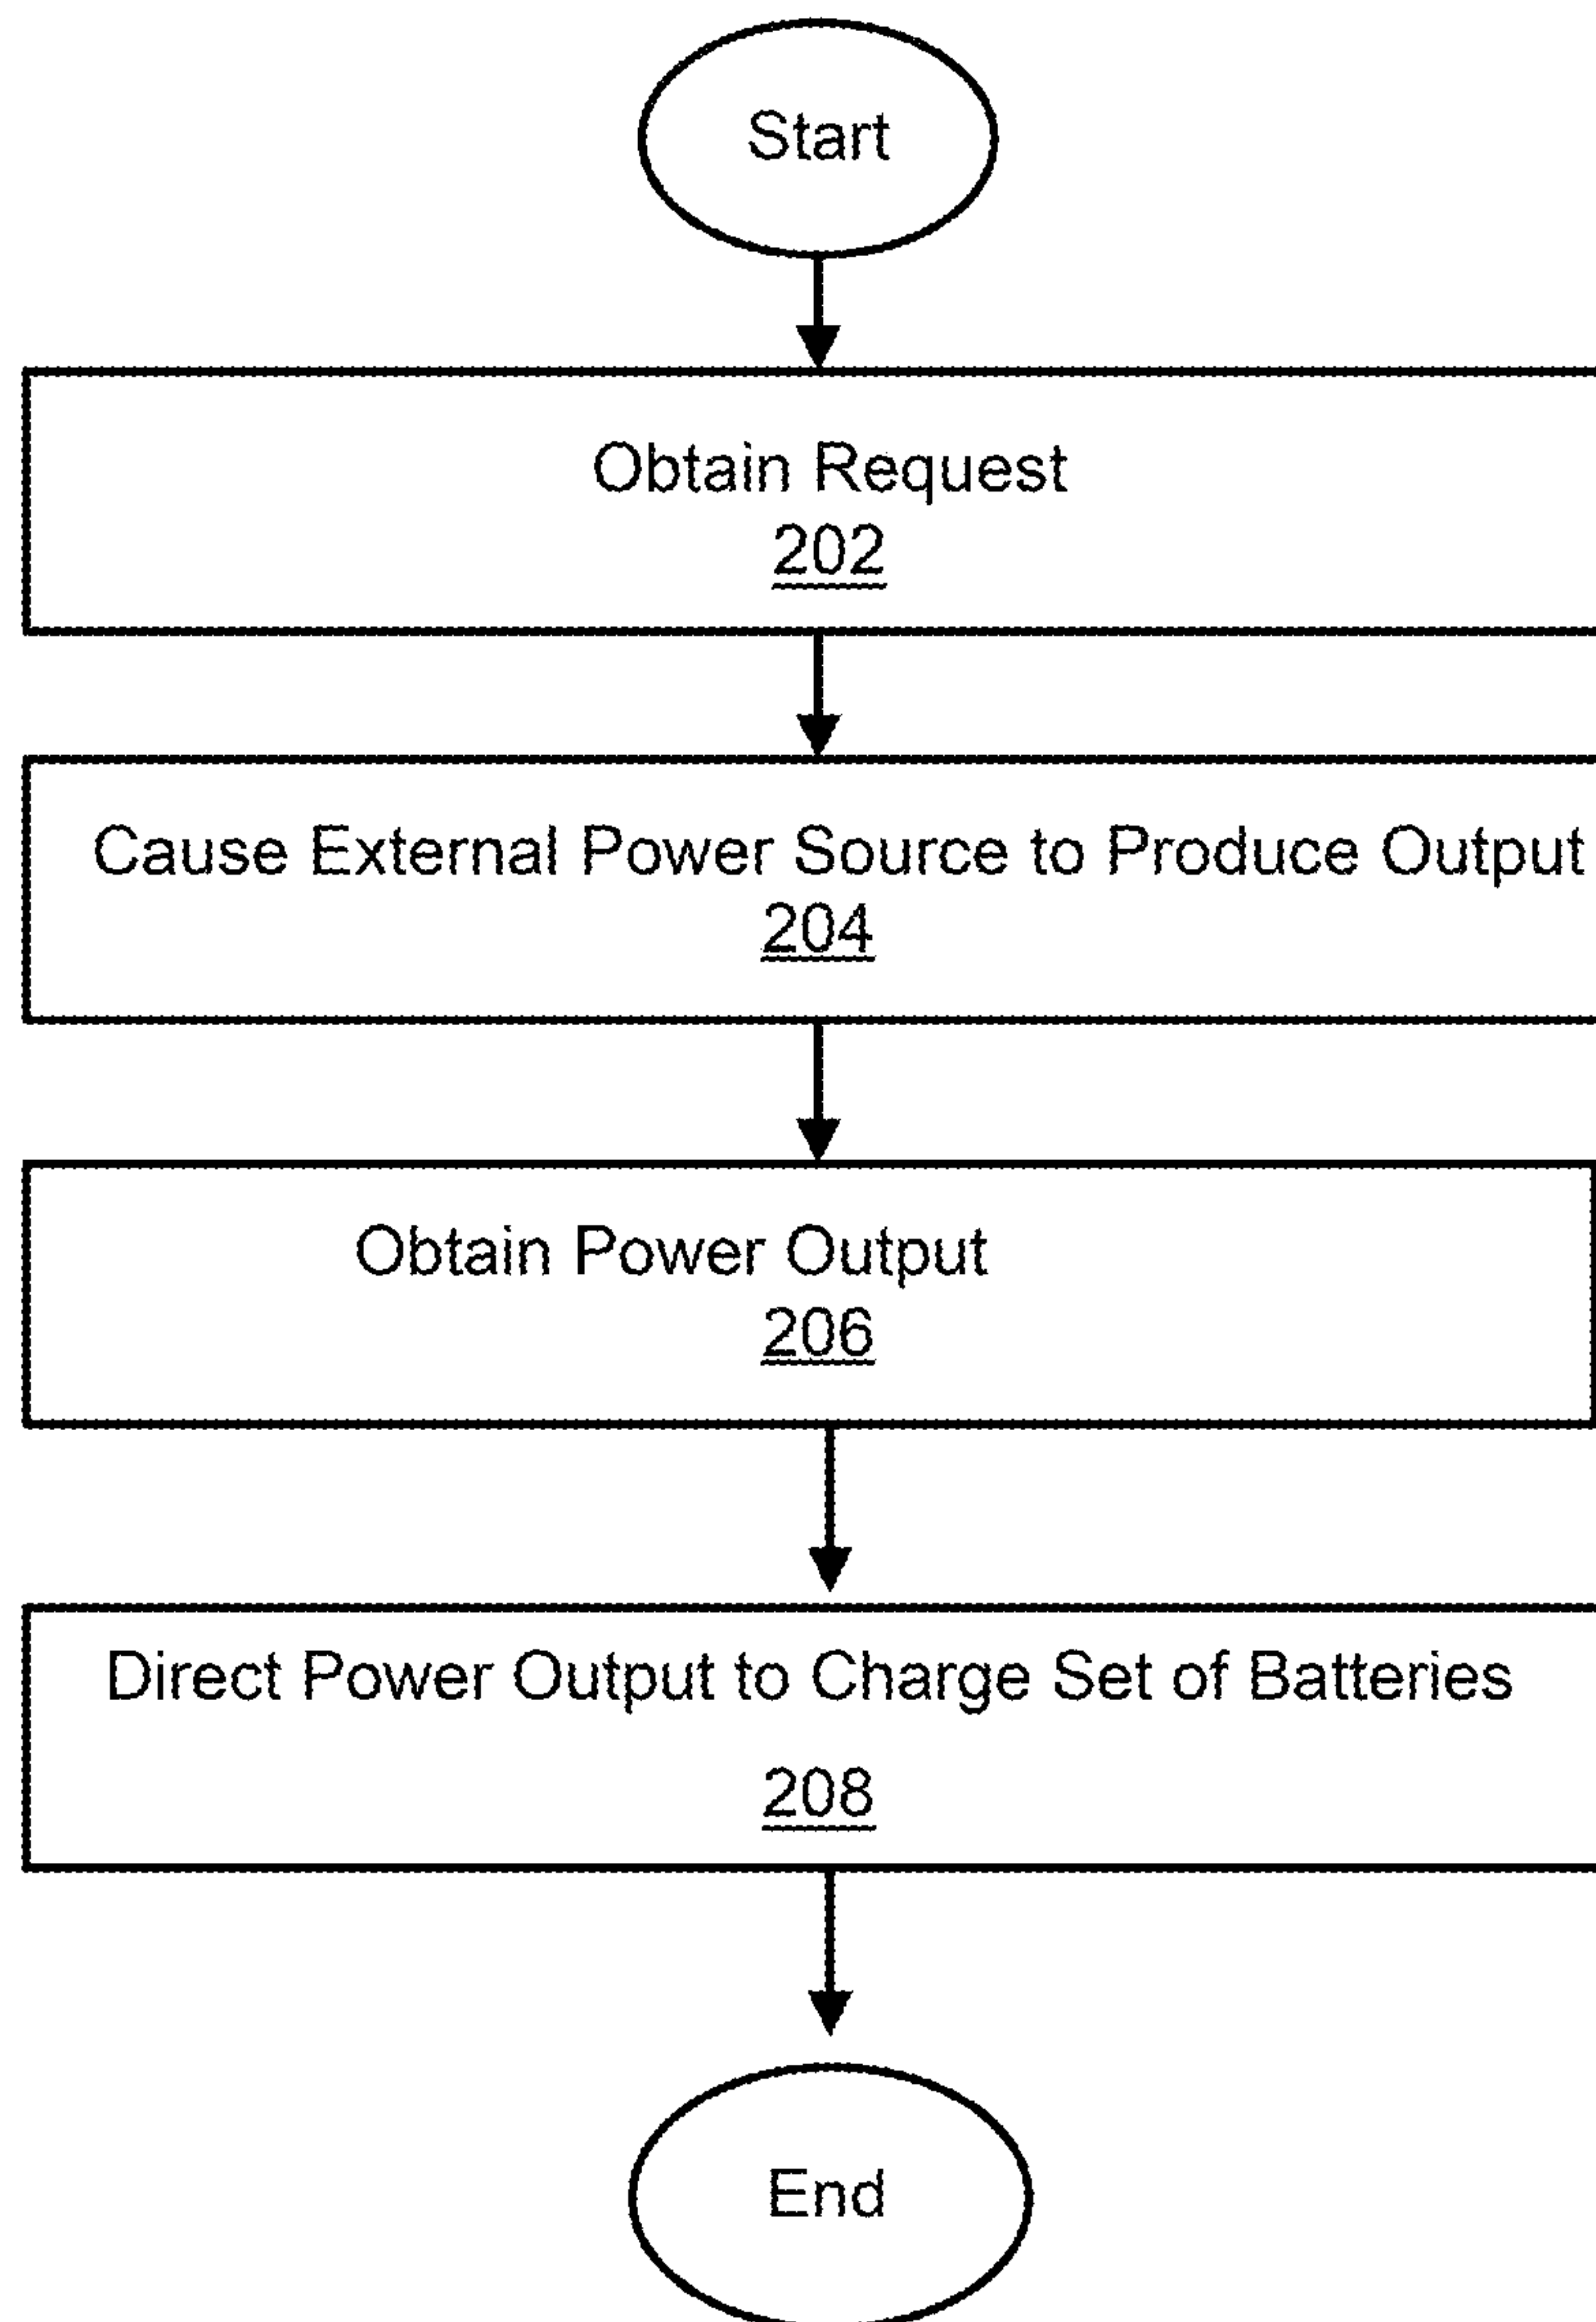 Start
Obtain Request
202
Cause External Power Source to Produce Output
204
Obtain Power Output
206
Direct Power Output to Charge Set of Batteries
208
End